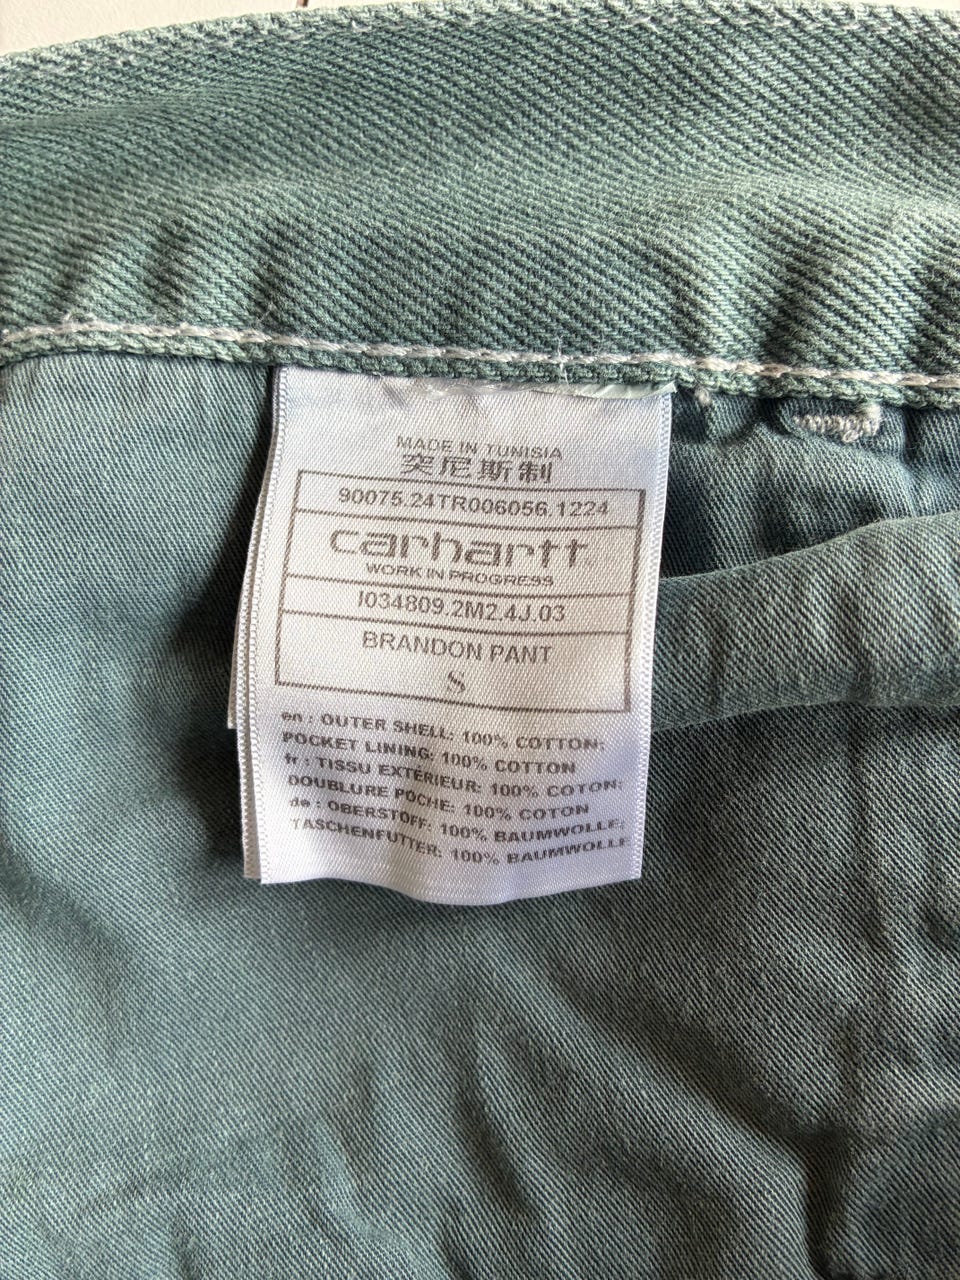 MADE IN TUNISIA
突尼斯制
90075.24TR006056.1224
carhartt
WORK IN PROGRESS
I034809.2M2.4J.03
BRANDON PANT
S
en : OUTER SHELL: 100% COTTON;
POCKET LINING: 100% COTTON
fr : TISSU EXTÉRIEUR: 100% COTON;
DOUBLURE POCHE: 100% COTON
de : OBERSTOFF: 100% BAUMWOLLE;
TASCHENFUTTER: 100% BAUMWOLLE